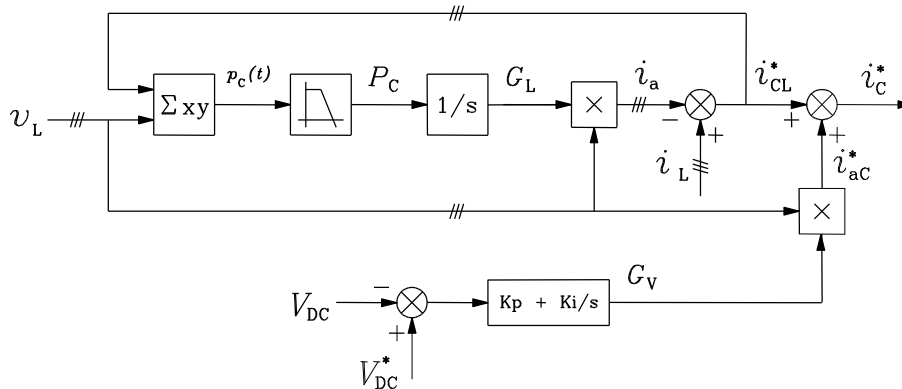 p_C(t) P_C G_L i_a i*_CL i*_C
v_L Σxy 1/s × × ×
− + + +
i_L i*_aC
×
G_V
V_DC − Kp + Ki/s
+
V*_DC